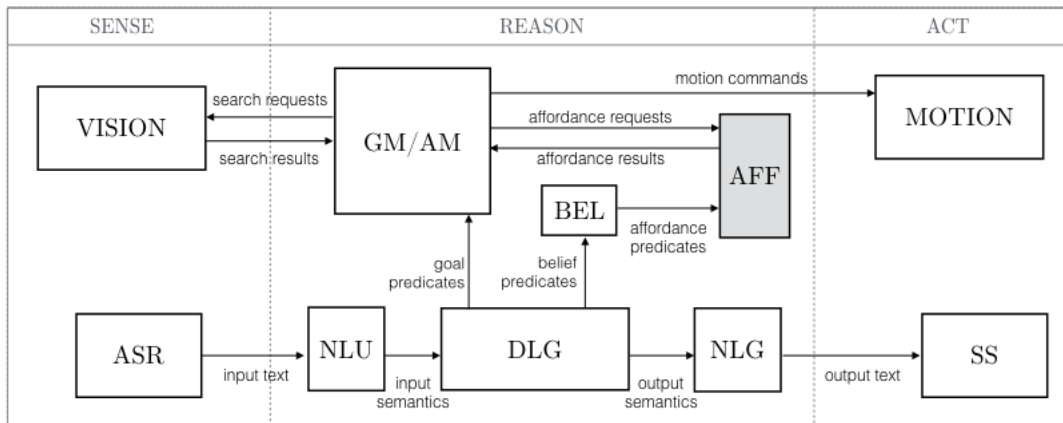 SENSE
REASON
ACT
VISION
search requests
search results
GM/AM
motion commands
MOTION
affordance requests
affordance results
AFF
BEL
affordance
predicates
goal
predicates
belief
predicates
ASR
input text
NLU
input
semantics
DLG
output
semantics
NLG
output text
SS